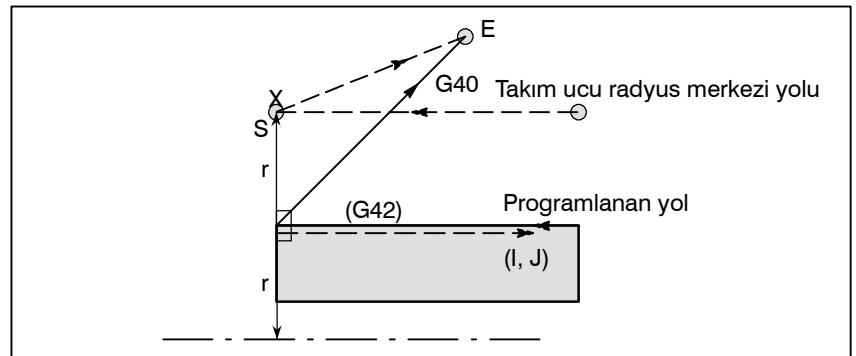 E
G40
Takım ucu radyus merkezi yolu
X
S
r
(G42)
Programlanan yol
(I, J)
r